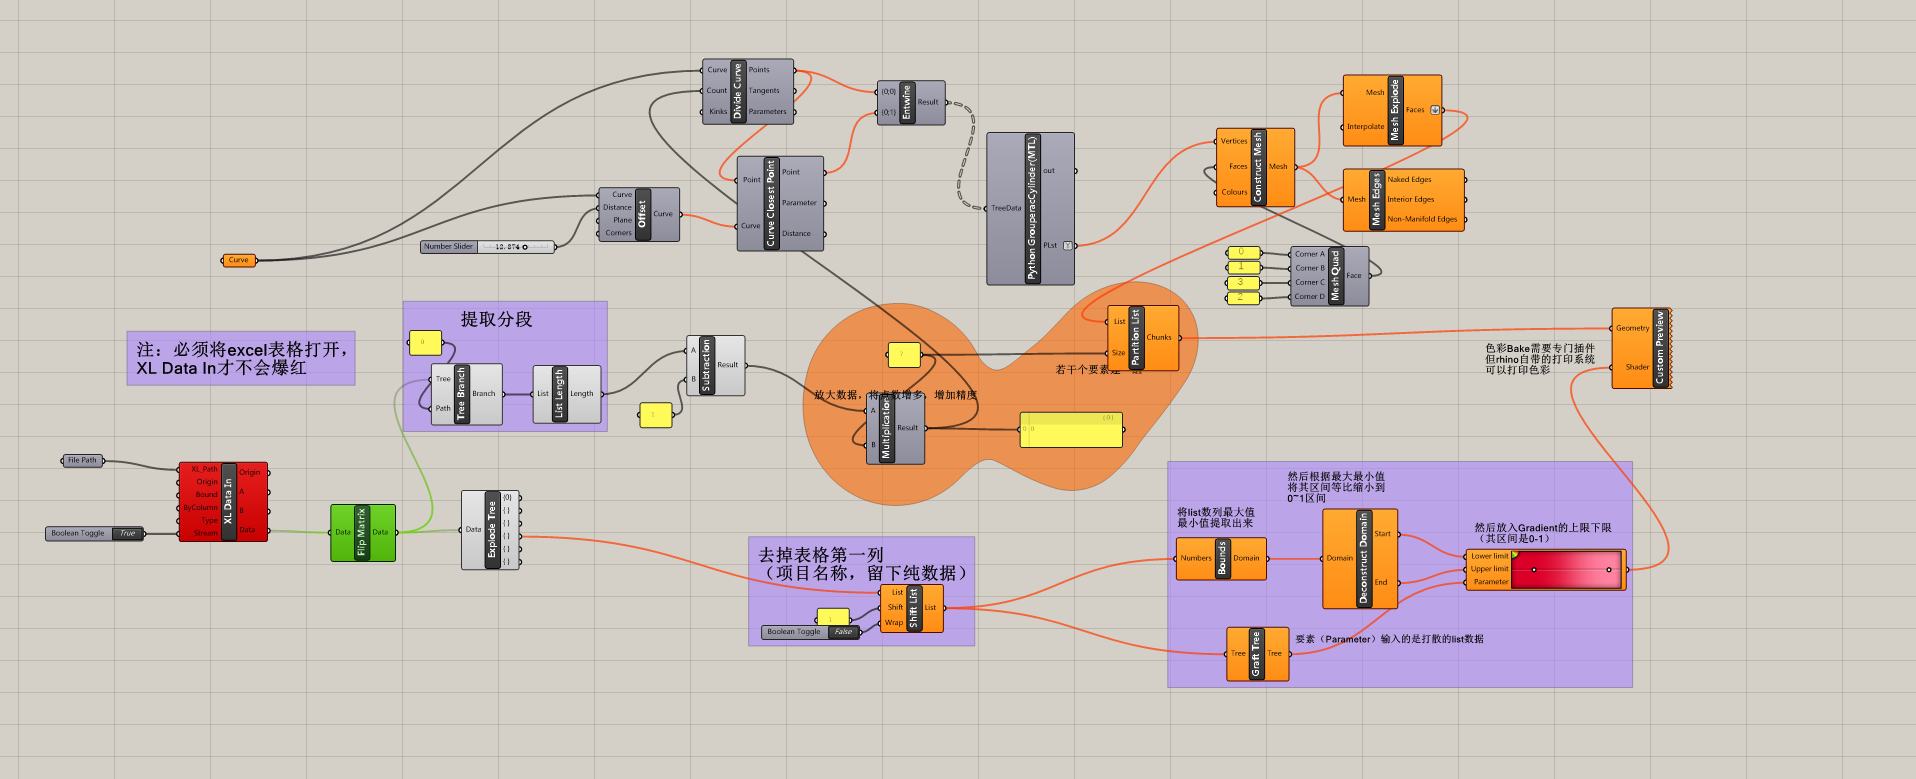 Curve
Count
Kinks
Divide Curve
Points
Tangents
Parameters
{0;0}
{0;1}
Entwine
Result
Mesh
Interpolate
Mesh Explode
Faces
Vertices
Faces
Colours
Construct Mesh
Mesh
TreeData
Python GrouperacCylinder(MTL)
out
PLst
Point
Curve
Curve Closest Point
Point
Parameter
Distance
Mesh
Mesh Edges
Naked Edges
Interior Edges
Non-Manifold Edges
Curve
Distance
Plane
Corners
Offset
Curve
Number Slider
Curve
0
1
3
2
Corner A
Corner B
Corner C
Corner D
Mesh Quad
Face
提取分段
0
Tree
Path
Tree Branch
Branch
List
List Length
Length
A
B
Subtraction
Result
1
注：必须将excel表格打开，
XL Data In才不会爆红
7
List
Size
Partition List
Chunks
若干个要素是
放大数据，将点数增多，增加精度
A
B
Multiplication
Result
{0}
0 0
色彩Bake需要专门插件
但rhino自带的打印系统
可以打印色彩
Geometry
Shader
Custom Preview
File Path
XL_Path
Origin
Bound
ByColumn
Type
Stream
XL Data In
Origin
A
B
Data
Boolean Toggle
True
Data
Flip Matrix
Data
Data
Explode Tree
{0}
{ }
{ }
{ }
{ }
{ }
去掉表格第一列
（项目名称，留下纯数据）
List
Shift
Wrap
Shift List
List
1
Boolean Toggle
False
将list数列最大值
最小值提取出来
Numbers
Bounds
Domain
然后根据最大最小值
将其区间等比缩小到
0~1区间
Domain
Deconstruct Domain
Start
End
然后放入Gradient的上限下限
（其区间是0-1）
Lower limit
Upper limit
Parameter
Tree
Graft Tree
Tree
要素（Parameter）输入的是打散的list数据